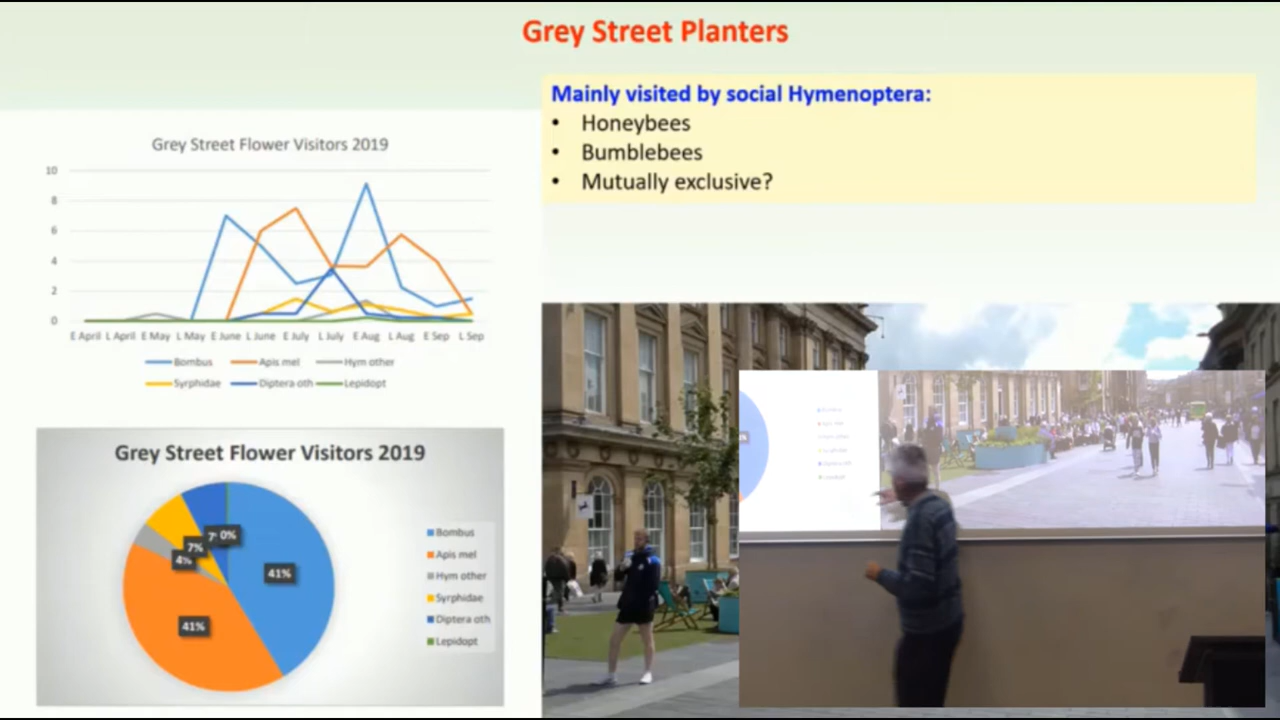 Grey Street Planters
Mainly visited by social Hymenoptera:
• Honeybees
• Bumblebees
• Mutually exclusive?
Grey Street Flower Visitors 2019
10
8
6
4
2
0
E April L April E May L May E June L June E July L July E Aug L Aug E Sep L Sep
Bombus Apis mel Hym other
Syrphidae Diptera oth Lepidopt
Grey Street Flower Visitors 2019
41%
41%
4%
7%
7
0%
Bombus
Apis mel
Hym other
Syrphidae
Diptera oth
Lepidopt